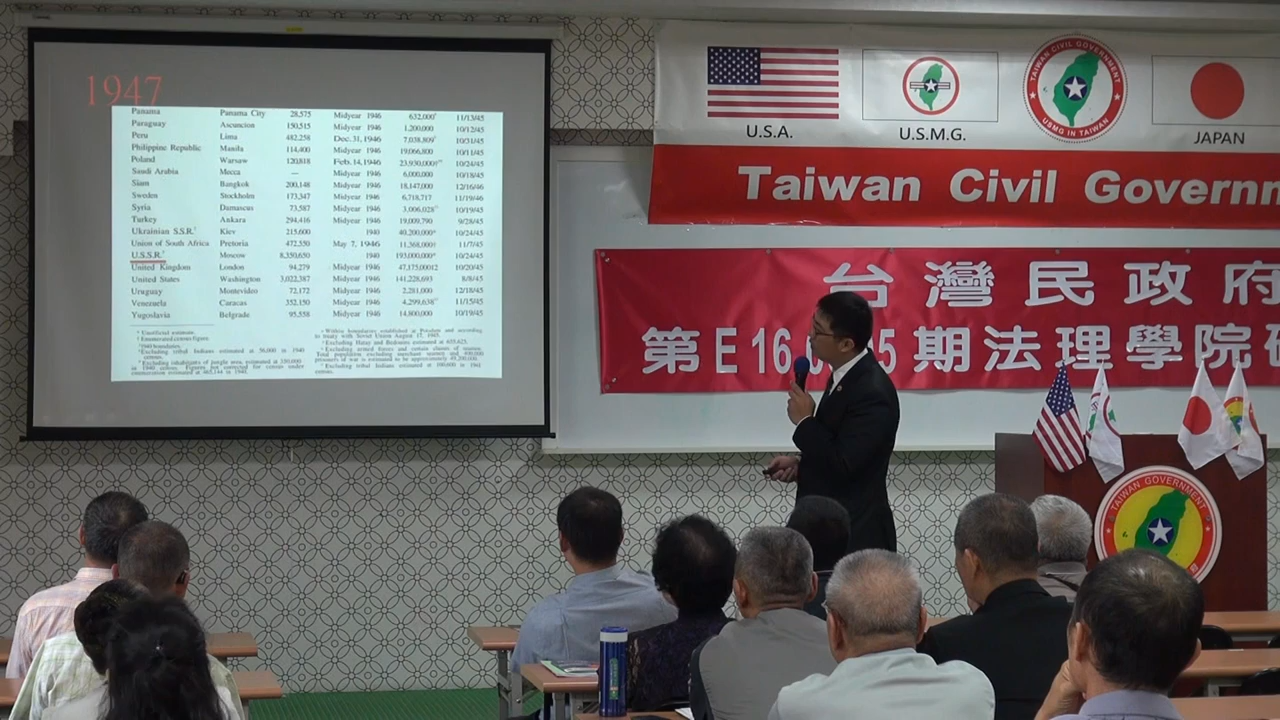 1947
Panama Panama City 28,575 Midyear 1946 632,000 11/13/45
Paraguay Ascuncion 150,515 Midyear 1946 1,200,000 10/12/45
Peru Lima 482,258 Dec. 31, 1946 7,038,809 10/31/45
Philippine Republic Manila 114,400 Midyear 1946 19,066,800 10/11/45
Poland Warsaw 120,818 Feb. 14, 1946 23,930,000 10/24/45
Saudi Arabia Mecca — Midyear 1946 6,000,000 10/18/45
Siam Bangkok 200,148 Midyear 1946 18,147,000 12/16/46
Sweden Stockholm 173,347 Midyear 1946 6,718,717 11/19/46
Syria Damascus 73,587 Midyear 1946 3,006,028 10/19/45
Turkey Ankara 294,416 Midyear 1946 19,009,790 9/28/45
Ukrainian S.S.R. Kiev 215,600 1940 40,200,000 10/24/45
Union of South Africa Pretoria 472,550 May 7, 1946 11,368,000 11/7/45
U.S.S.R. Moscow 8,350,650 1940 193,000,000 10/24/45
United Kingdom London 94,279 Midyear 1946 47,175,00012 10/20/45
United States Washington 3,022,387 Midyear 1946 141,228,693 8/8/45
Uruguay Montevideo 72,172 Midyear 1946 2,281,000 12/18/45
Venezuela Caracas 352,150 Midyear 1946 4,299,638 11/15/45
Yugoslavia Belgrade 95,558 Midyear 1946 14,800,000 10/19/45
U.S.A.
U.S.M.G.
TAIWAN CIVIL GOVERNMENT
USMG IN TAIWAN
JAPAN
Taiwan Civil Governm
台灣民政府
第E16 5期法理學院研
TAIWAN GOVERNMENT